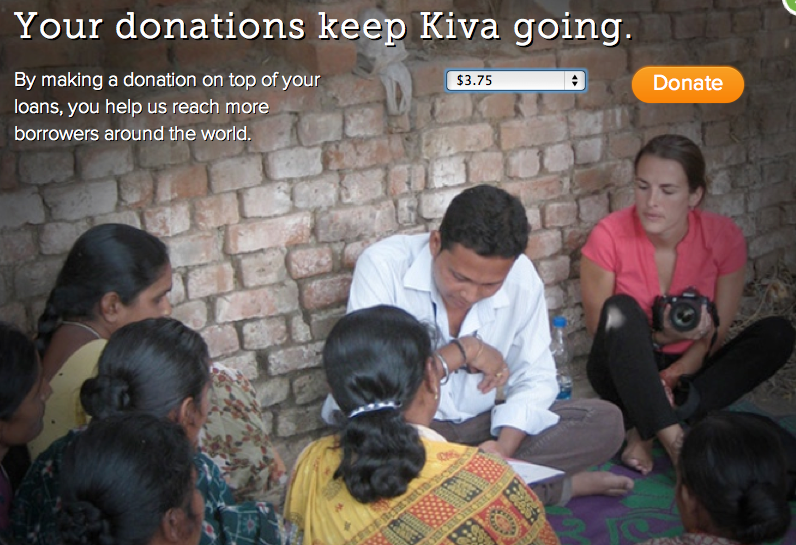 Your donations keep Kiva going.
By making a donation on top of your
loans, you help us reach more
borrowers around the world.
$3.75
Donate